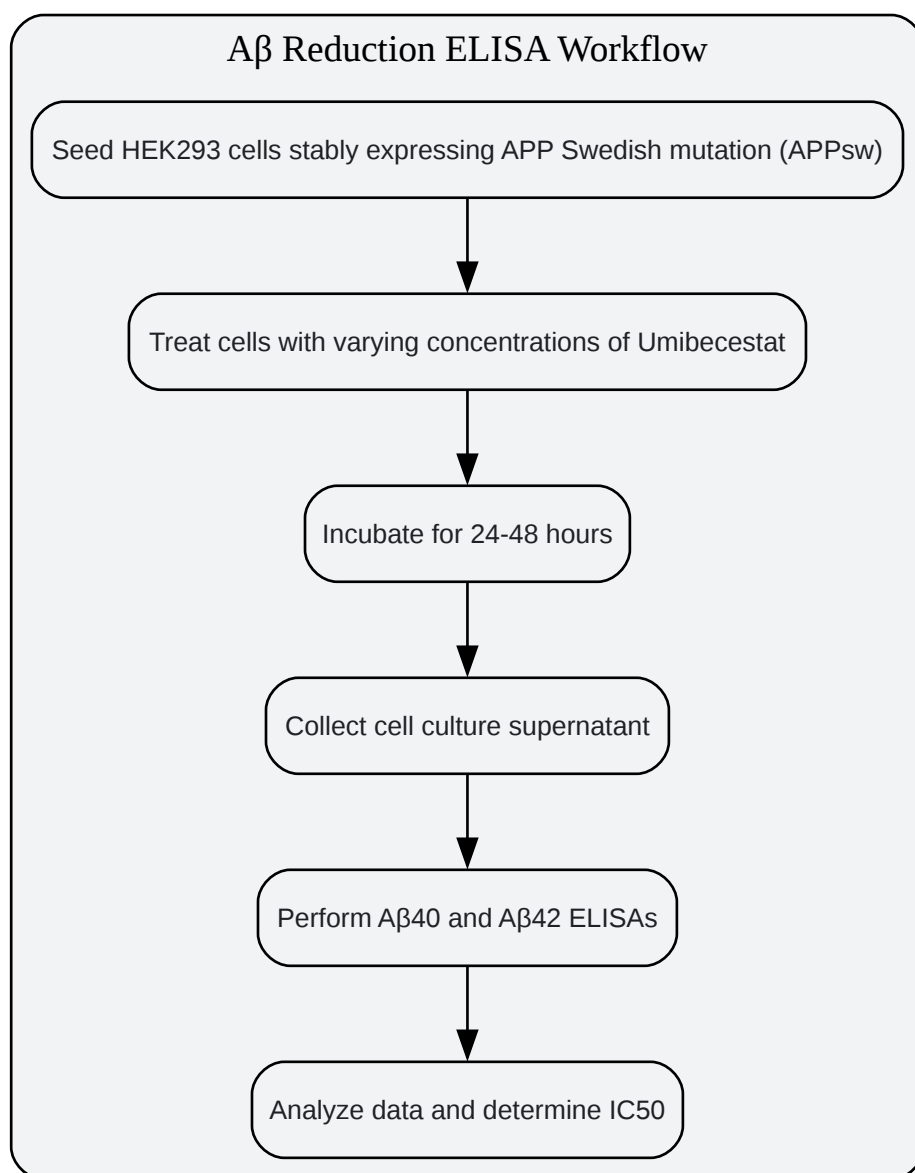 Aβ Reduction ELISA Workflow
Seed HEK293 cells stably expressing APP Swedish mutation (APPsw)
Treat cells with varying concentrations of Umibecestat
Incubate for 24-48 hours
Collect cell culture supernatant
Perform Aβ40 and Aβ42 ELISAs
Analyze data and determine IC50